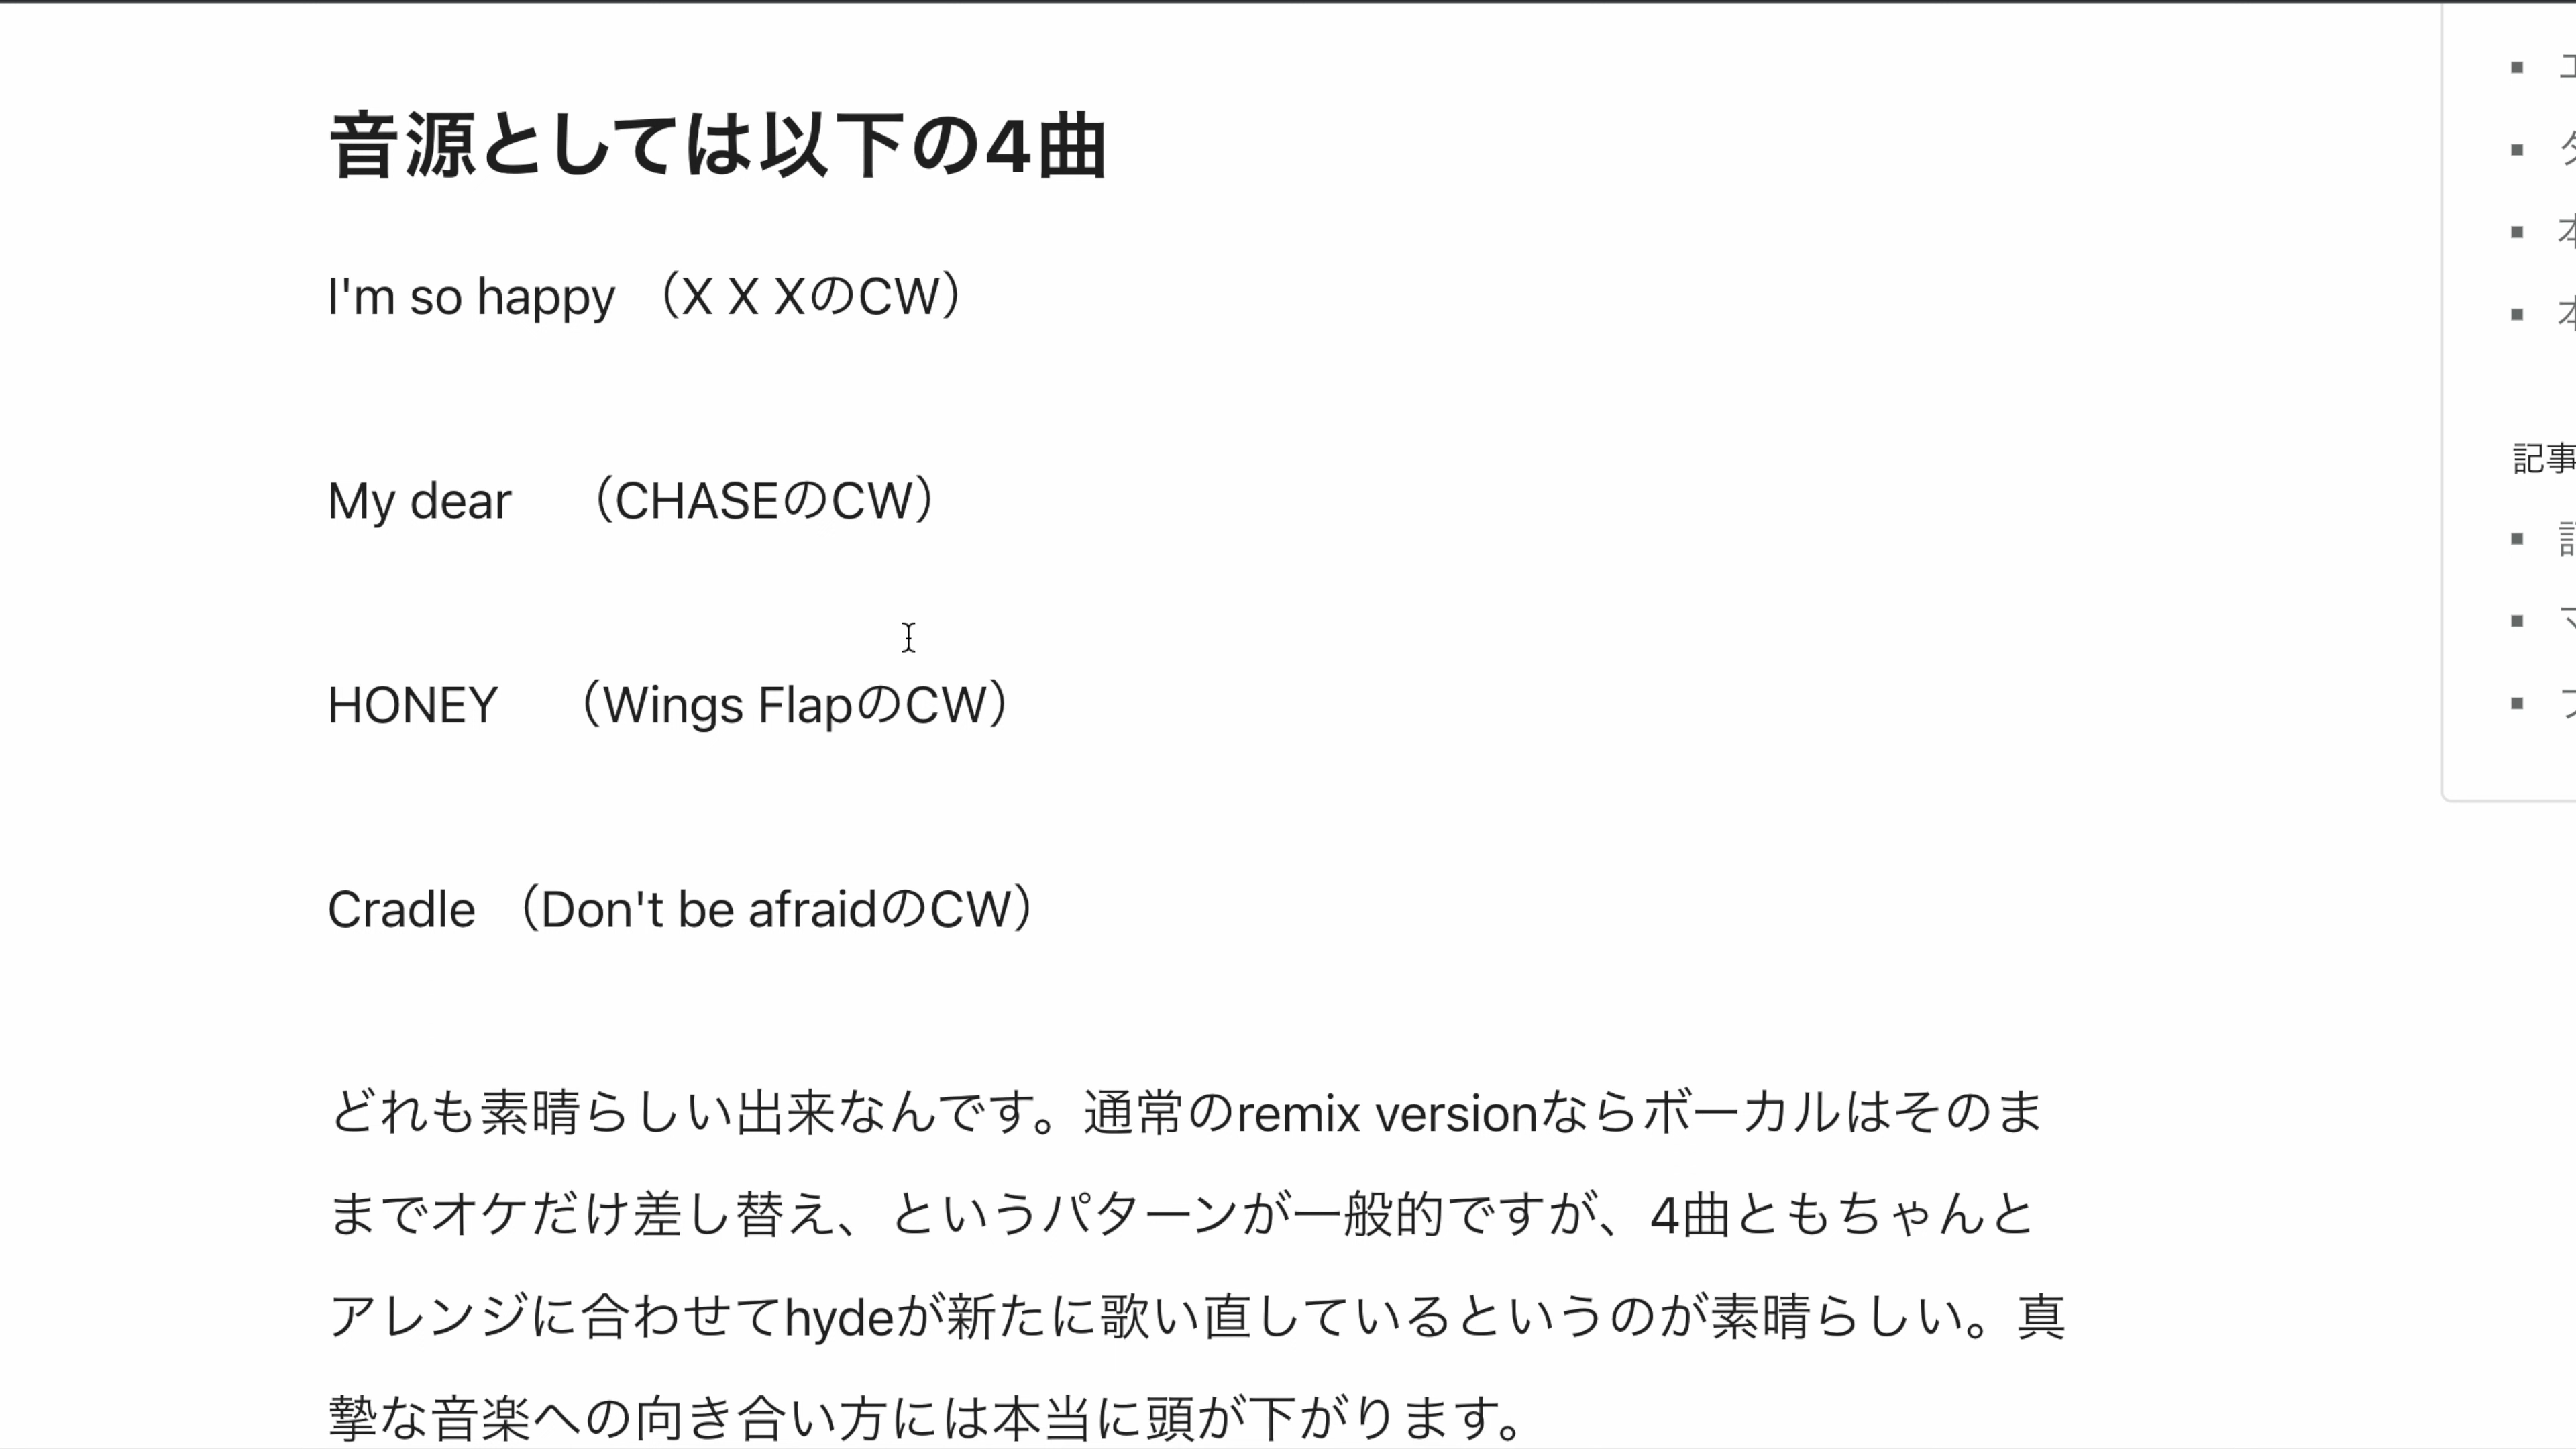 音源としては以下の4曲
I'm so happy （X X XのCW）
My dear　（CHASEのCW）
HONEY　（Wings FlapのCW）
Cradle （Don't be afraidのCW）
どれも素晴らしい出来なんです。通常のremix versionならボーカルはそのま
までオケだけ差し替え、というパターンが一般的ですが、4曲ともちゃんと
アレンジに合わせてhydeが新たに歌い直しているというのが素晴らしい。真
摯な音楽への向き合い方には本当に頭が下がります。
記事